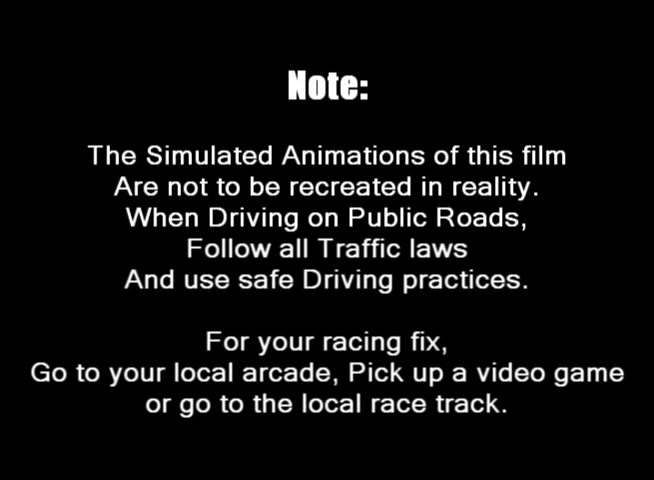 Note:
The Simulated Animations of this film
Are not to be recreated in reality.
When Driving on Public Roads,
Follow all Traffic laws
And use safe Driving practices.
For your racing fix,
Go to your local arcade, Pick up a video game
or go to the local race track.